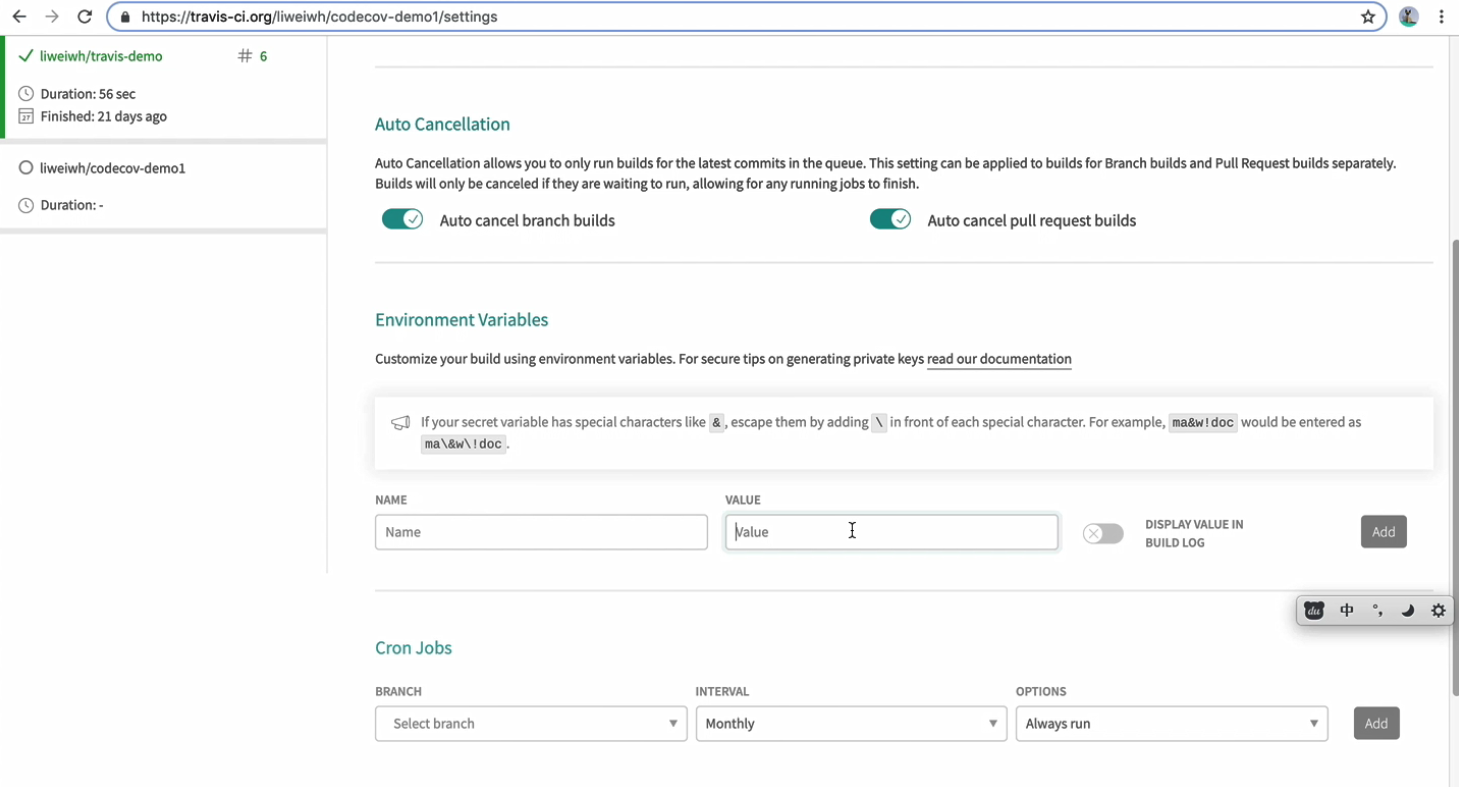 https://travis-ci.org/liweiwh/codecov-demo1/settings
liweiwh/travis-demo # 6
Duration: 56 sec
27 Finished: 21 days ago
liweiwh/codecov-demo1
Duration: -
Auto Cancellation
Auto Cancellation allows you to only run builds for the latest commits in the queue. This setting can be applied to builds for Branch builds and Pull Request builds separately.
Builds will only be canceled if they are waiting to run, allowing for any running jobs to finish.
Auto cancel branch builds Auto cancel pull request builds
Environment Variables
Customize your build using environment variables. For secure tips on generating private keys read our documentation
If your secret variable has special characters like &, escape them by adding \ in front of each special character. For example, ma&w!doc would be entered as
ma\&w\!doc.
NAME VALUE
Name Value DISPLAY VALUE IN
BUILD LOG Add
du 中 °,
Cron Jobs
BRANCH INTERVAL OPTIONS
Select branch Monthly Always run Add